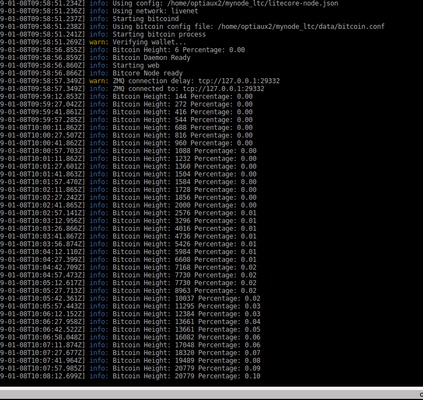 9-01-08T09:58:51.234Z] info: Using config: /home/optiaux2/mynode_ltc/litecore-node.json
9-01-08T09:58:51.236Z] info: Using network: livenet
9-01-08T09:58:51.237Z] info: Starting bitcoind
9-01-08T09:58:51.238Z] info: Using bitcoin config file: /home/optiaux2/mynode_ltc/data/bitcoin.conf
9-01-08T09:58:51.241Z] info: Starting bitcoin process
9-01-08T09:58:51.269Z] warn: Verifying wallet...
9-01-08T09:58:56.855Z] info: Bitcoin Height: 6 Percentage: 0.00
9-01-08T09:58:56.859Z] info: Bitcoin Daemon Ready
9-01-08T09:58:56.860Z] info: Starting web
9-01-08T09:58:56.866Z] info: Bitcore Node ready
9-01-08T09:58:57.349Z] warn: ZMQ connection delay: tcp://127.0.0.1:29332
9-01-08T09:58:57.349Z] info: ZMQ connected to: tcp://127.0.0.1:29332
9-01-08T09:59:12.853Z] info: Bitcoin Height: 144 Percentage: 0.00
9-01-08T09:59:27.042Z] info: Bitcoin Height: 272 Percentage: 0.00
9-01-08T09:59:41.861Z] info: Bitcoin Height: 416 Percentage: 0.00
9-01-08T09:59:57.285Z] info: Bitcoin Height: 544 Percentage: 0.00
9-01-08T10:00:11.862Z] info: Bitcoin Height: 688 Percentage: 0.00
9-01-08T10:00:27.507Z] info: Bitcoin Height: 816 Percentage: 0.00
9-01-08T10:00:41.862Z] info: Bitcoin Height: 960 Percentage: 0.00
9-01-08T10:00:57.703Z] info: Bitcoin Height: 1088 Percentage: 0.00
9-01-08T10:01:11.862Z] info: Bitcoin Height: 1232 Percentage: 0.00
9-01-08T10:01:27.601Z] info: Bitcoin Height: 1360 Percentage: 0.00
9-01-08T10:01:41.863Z] info: Bitcoin Height: 1504 Percentage: 0.00
9-01-08T10:01:57.470Z] info: Bitcoin Height: 1584 Percentage: 0.00
9-01-08T10:02:11.865Z] info: Bitcoin Height: 1728 Percentage: 0.00
9-01-08T10:02:27.242Z] info: Bitcoin Height: 1856 Percentage: 0.00
9-01-08T10:02:41.865Z] info: Bitcoin Height: 2000 Percentage: 0.00
9-01-08T10:02:57.141Z] info: Bitcoin Height: 2576 Percentage: 0.01
9-01-08T10:03:12.956Z] info: Bitcoin Height: 3296 Percentage: 0.01
9-01-08T10:03:26.866Z] info: Bitcoin Height: 4016 Percentage: 0.01
9-01-08T10:03:41.867Z] info: Bitcoin Height: 4736 Percentage: 0.01
9-01-08T10:03:56.874Z] info: Bitcoin Height: 5426 Percentage: 0.01
9-01-08T10:04:12.110Z] info: Bitcoin Height: 5984 Percentage: 0.01
9-01-08T10:04:27.399Z] info: Bitcoin Height: 6608 Percentage: 0.01
9-01-08T10:04:42.709Z] info: Bitcoin Height: 7168 Percentage: 0.02
9-01-08T10:04:57.473Z] info: Bitcoin Height: 7730 Percentage: 0.02
9-01-08T10:05:12.617Z] info: Bitcoin Height: 7730 Percentage: 0.02
9-01-08T10:05:27.713Z] info: Bitcoin Height: 8963 Percentage: 0.02
9-01-08T10:05:42.361Z] info: Bitcoin Height: 10037 Percentage: 0.02
9-01-08T10:05:57.443Z] info: Bitcoin Height: 11295 Percentage: 0.03
9-01-08T10:06:12.152Z] info: Bitcoin Height: 12384 Percentage: 0.03
9-01-08T10:06:27.958Z] info: Bitcoin Height: 13661 Percentage: 0.04
9-01-08T10:06:42.522Z] info: Bitcoin Height: 13661 Percentage: 0.05
9-01-08T10:06:58.048Z] info: Bitcoin Height: 16082 Percentage: 0.06
9-01-08T10:07:11.874Z] info: Bitcoin Height: 17048 Percentage: 0.06
9-01-08T10:07:27.677Z] info: Bitcoin Height: 18320 Percentage: 0.07
9-01-08T10:07:41.964Z] info: Bitcoin Height: 19489 Percentage: 0.08
9-01-08T10:07:57.985Z] info: Bitcoin Height: 20779 Percentage: 0.09
9-01-08T10:08:12.699Z] info: Bitcoin Height: 20779 Percentage: 0.10